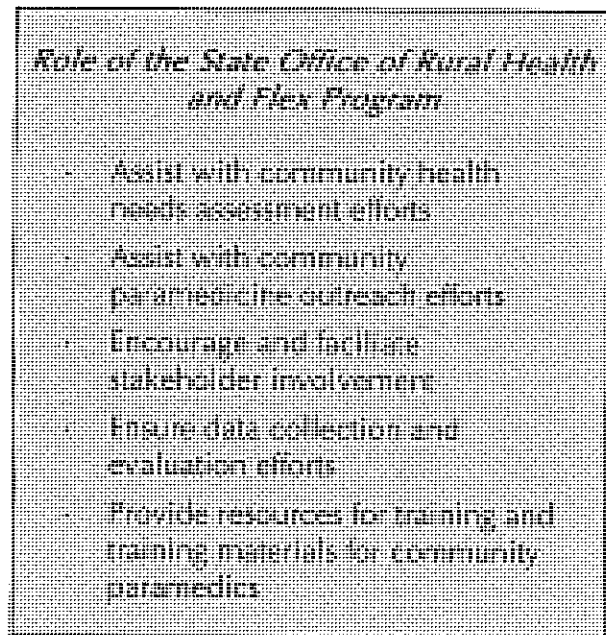 Role of the State Office of Rural Health
and Flex Program
· Assist with community health
needs assessment efforts
· Assist with community
paramedicine outreach efforts
· Encourage and facilitate
stakeholder involvement
· Ensure data collection and
evaluation efforts
· Provide resources for training and
training materials for community
paramedics